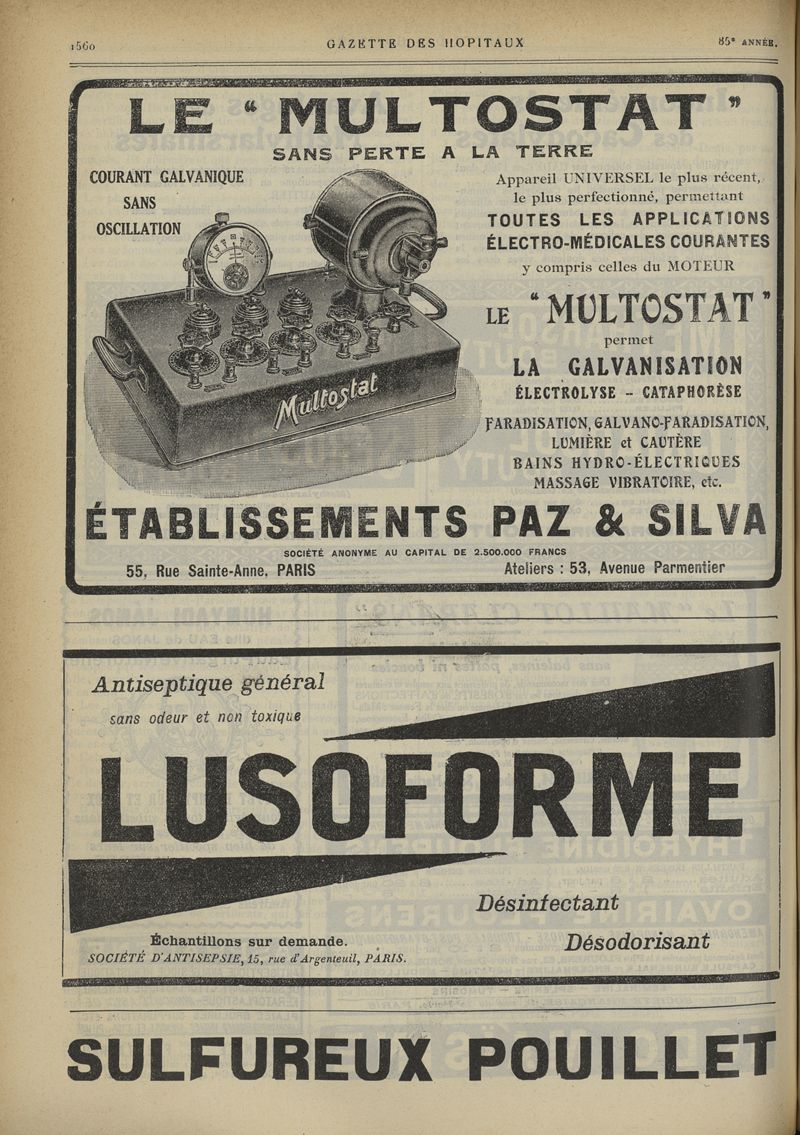 1560
GAZETTE DES HOPITAUX
85e ANNÉE.
LE “ MULTOSTAT ”
SANS PERTE A LA TERRE
COURANT GALVANIQUE
SANS
OSCILLATION
Multostat
Appareil UNIVERSEL le plus récent,
le plus perfectionné, permettant
TOUTES LES APPLICATIONS
ÉLECTRO-MÉDICALES COURANTES
y compris celles du MOTEUR
LE “ MULTOSTAT ”
permet
LA GALVANISATION
ÉLECTROLYSE -- CATAPHORÈSE
FARADISATION, GALVANO-FARADISATION,
LUMIÈRE et CAUTÈRE
BAINS HYDRO-ÉLECTRIQUES
MASSAGE VIBRATOIRE, etc.
ÉTABLISSEMENTS PAZ & SILVA
SOCIÉTÉ ANONYME AU CAPITAL DE 2.500.000 FRANCS
55, Rue Sainte-Anne, PARIS
Ateliers : 53, Avenue Parmentier
Antiseptique général
sans odeur et non toxique
LUSOFORME
Désinfectant
Désodorisant
Échantillons sur demande.
SOCIÉTÉ D'ANTISEPSIE, 15, rue d'Argenteuil, PARIS.
SULFUREUX POUILLET